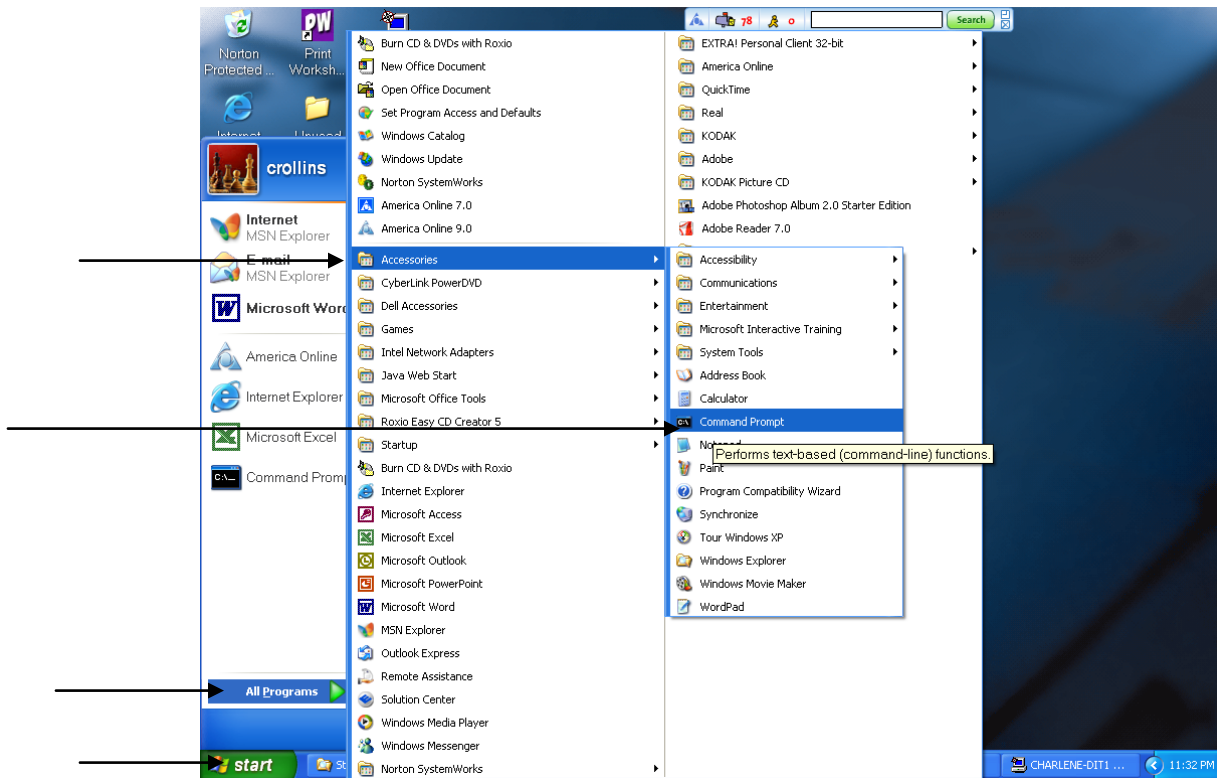 Norton
Protected ...
Print
Worksh...
78
0
Search
Burn CD & DVDs with Roxio
New Office Document
Open Office Document
Set Program Access and Defaults
Windows Catalog
Windows Update
Norton SystemWorks
America Online 7.0
America Online 9.0
EXTRA! Personal Client 32-bit
America Online
QuickTime
Real
KODAK
Adobe
KODAK Picture CD
Adobe Photoshop Album 2.0 Starter Edition
Adobe Reader 7.0
crollins
Internet
MSN Explorer
E-mail
MSN Explorer
Microsoft Word
America Online
Internet Explorer
Microsoft Excel
Command Promp
All Programs
Accessories
CyberLink PowerDVD
Dell Accessories
Games
Intel Network Adapters
Java Web Start
Microsoft Office Tools
Roxio Easy CD Creator 5
Startup
Burn CD & DVDs with Roxio
Internet Explorer
Microsoft Access
Microsoft Excel
Microsoft Outlook
Microsoft PowerPoint
Microsoft Word
MSN Explorer
Outlook Express
Remote Assistance
Solution Center
Windows Media Player
Windows Messenger
Norton SystemWorks
Accessibility
Communications
Entertainment
Microsoft Interactive Training
System Tools
Address Book
Calculator
Command Prompt
Notepad
Performs text-based (command-line) functions.
Paint
Program Compatibility Wizard
Synchronize
Tour Windows XP
Windows Explorer
Windows Movie Maker
WordPad
start
St
CHARLENE-DIT1 ...
11:32 PM